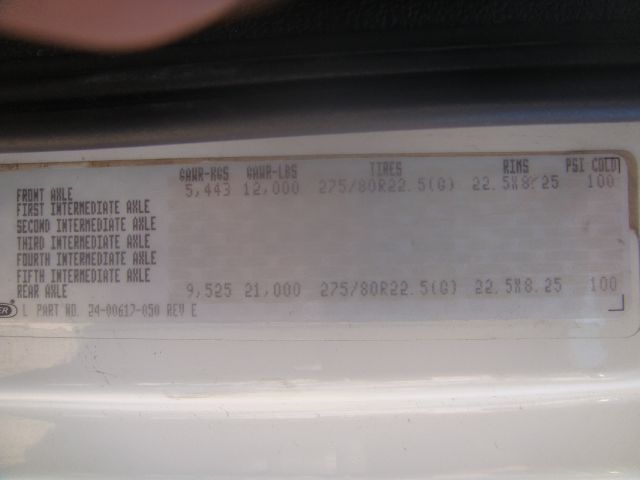 GAWR-KGS GAWR-LBS TIRES RIMS PSI COLD
FRONT AXLE 5,443 12,000 275/80R22.5(G) 22.5X8.25 100
FIRST INTERMEDIATE AXLE
SECOND INTERMEDIATE AXLE
THIRD INTERMEDIATE AXLE
FOURTH INTERMEDIATE AXLE
FIFTH INTERMEDIATE AXLE
REAR AXLE 9,525 21,000 275/80R22.5(G) 22.5X8.25 100
L PART NO. 24-00617-050 REV E